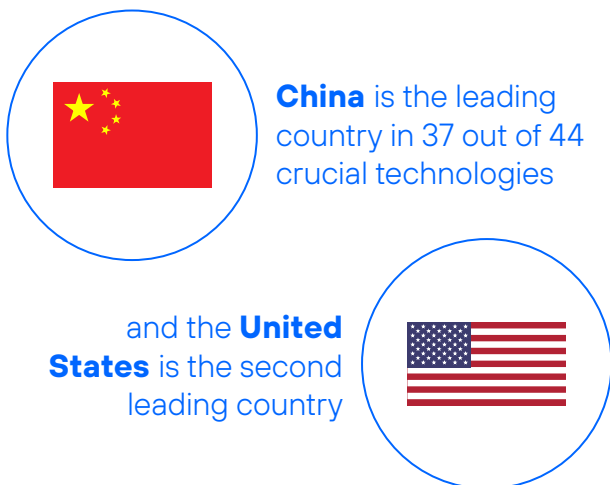 China is the leading
country in 37 out of 44
crucial technologies
and the United
States is the second
leading country